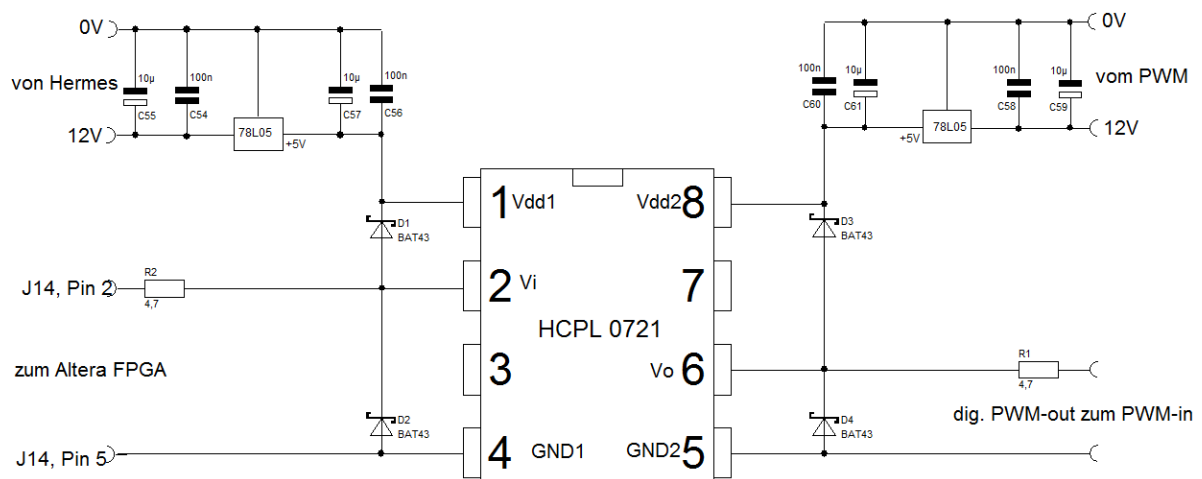 0V
von Hermes
12V
10µ
C55
100n
C54
78L05
+5V
10µ
C57
100n
C56
0V
vom PWM
12V
100n
C60
10µ
C61
+5V
78L05
100n
C58
10µ
C59
1 Vdd1
Vdd2 8
D1
BAT43
D3
BAT43
J14, Pin 2
R2
4,7
2 Vi
7
HCPL 0721
zum Altera FPGA
3
Vo 6
R1
4,7
dig. PWM-out zum PWM-in
D2
BAT43
D4
BAT43
J14, Pin 5
4 GND1
GND2 5